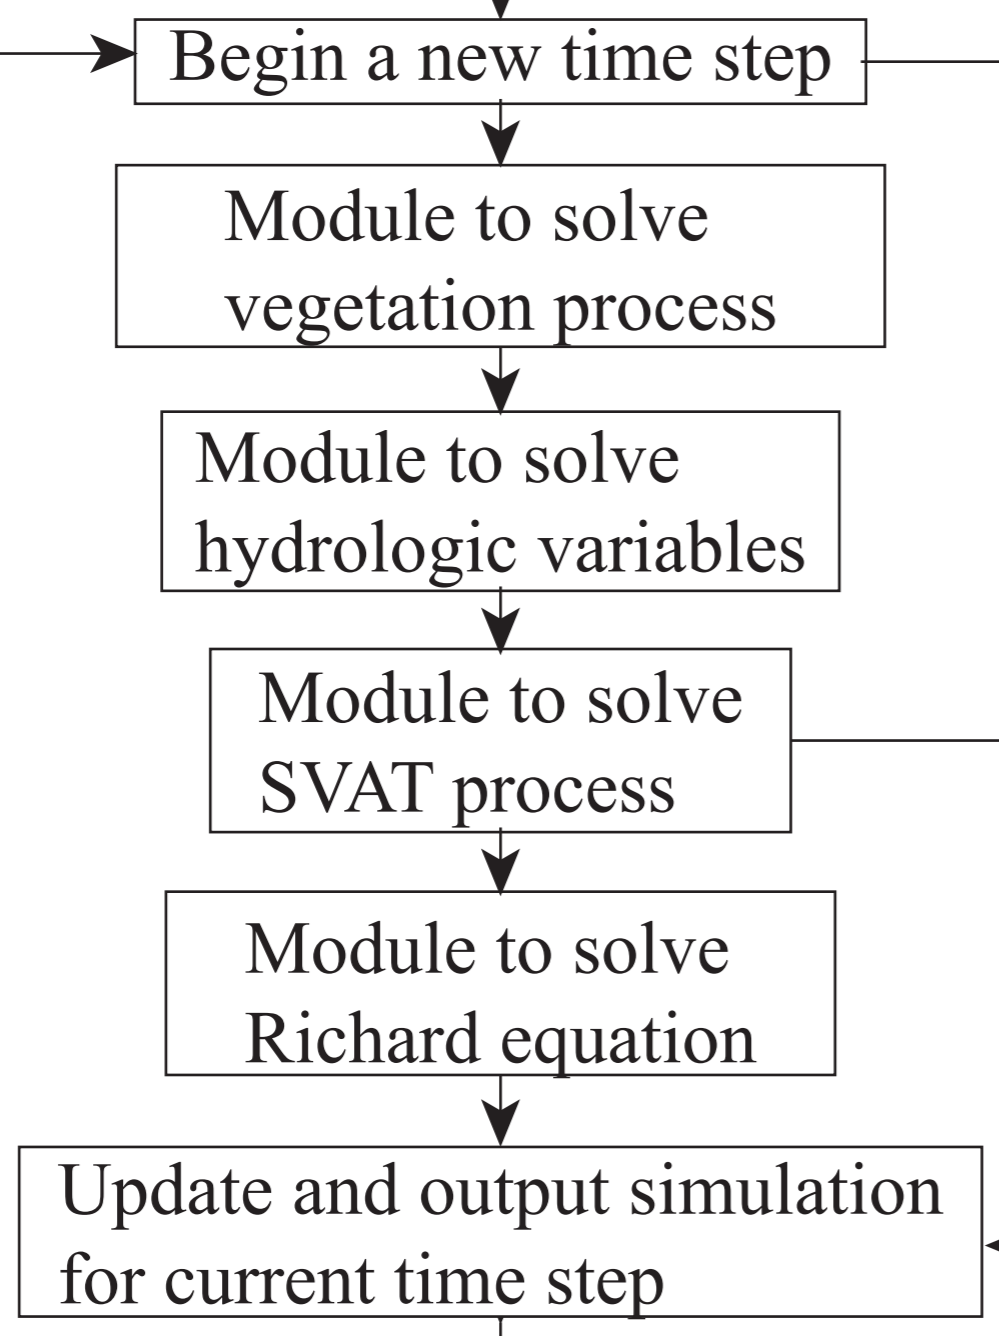 Begin a new time step
Module to solve
vegetation process
Module to solve
hydrologic variables
Module to solve
SVAT process
Module to solve
Richard equation
Update and output simulation
for current time step